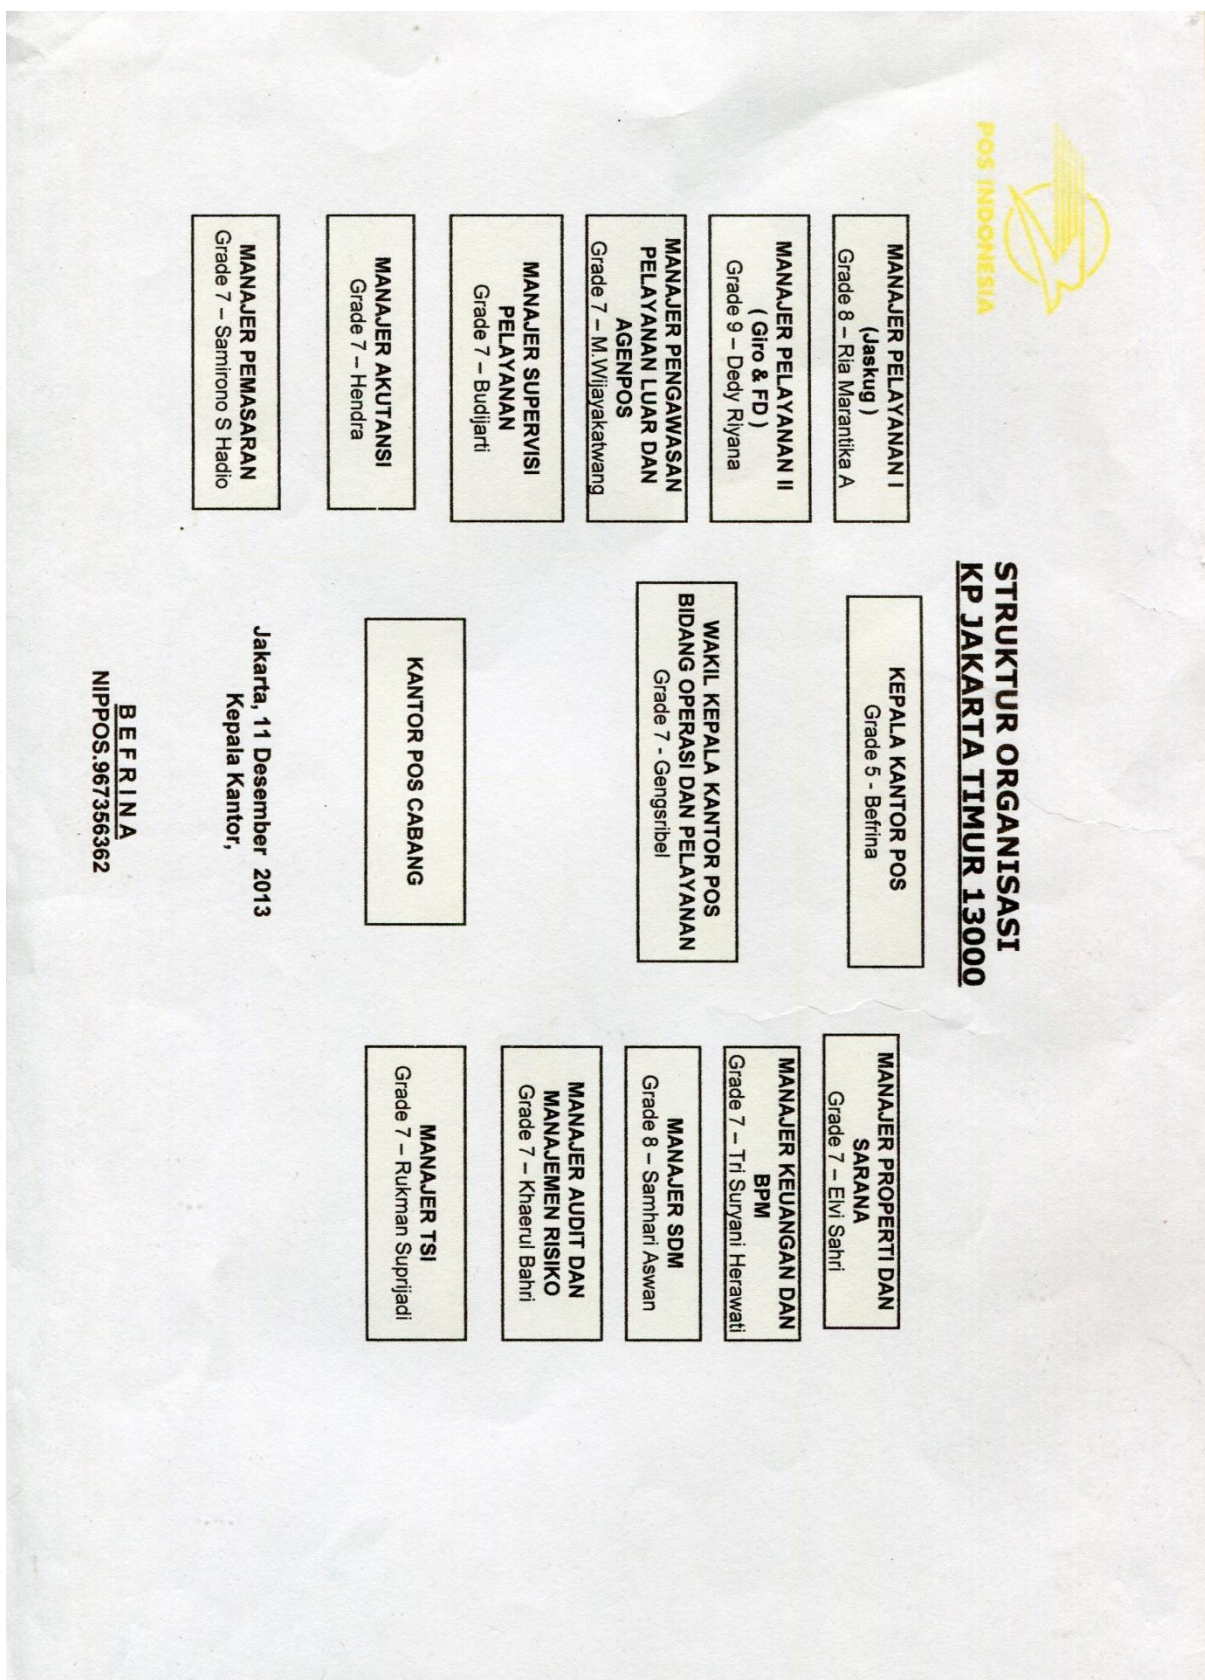 POS INDONESIA
STRUKTUR ORGANISASI
KP JAKARTA TIMUR 13000
MANAJER PELAYANAN I
(Jaskug )
Grade 8 – Ria Marantika A
MANAJER PELAYANAN II
( Giro & FD )
Grade 9 – Dedy Riyana
MANAJER PENGAWASAN
PELAYANAN LUAR DAN
AGENPOS
Grade 7 – M.Wijayakatwang
MANAJER SUPERVISI
PELAYANAN
Grade 7 – Budijarti
MANAJER AKUTANSI
Grade 7 – Hendra
MANAJER PEMASARAN
Grade 7 – Samirono S Hadio
KEPALA KANTOR POS
Grade 5 - Befrina
WAKIL KEPALA KANTOR POS
BIDANG OPERASI DAN PELAYANAN
Grade 7 - Gengsribel
KANTOR POS CABANG
MANAJER PROPERTI DAN
SARANA
Grade 7 – Elvi Sahri
MANAJER KEUANGAN DAN
BPM
Grade 7 – Tri Suryani Herawati
MANAJER SDM
Grade 8 – Samhari Aswan
MANAJER AUDIT DAN
MANAJEMEN RISIKO
Grade 7 – Khaerul Bahri
MANAJER TSI
Grade 7 – Rukman Suprijadi
Jakarta, 11 Desember 2013
Kepala Kantor,
B E F R I N A
NIPPOS.967356362